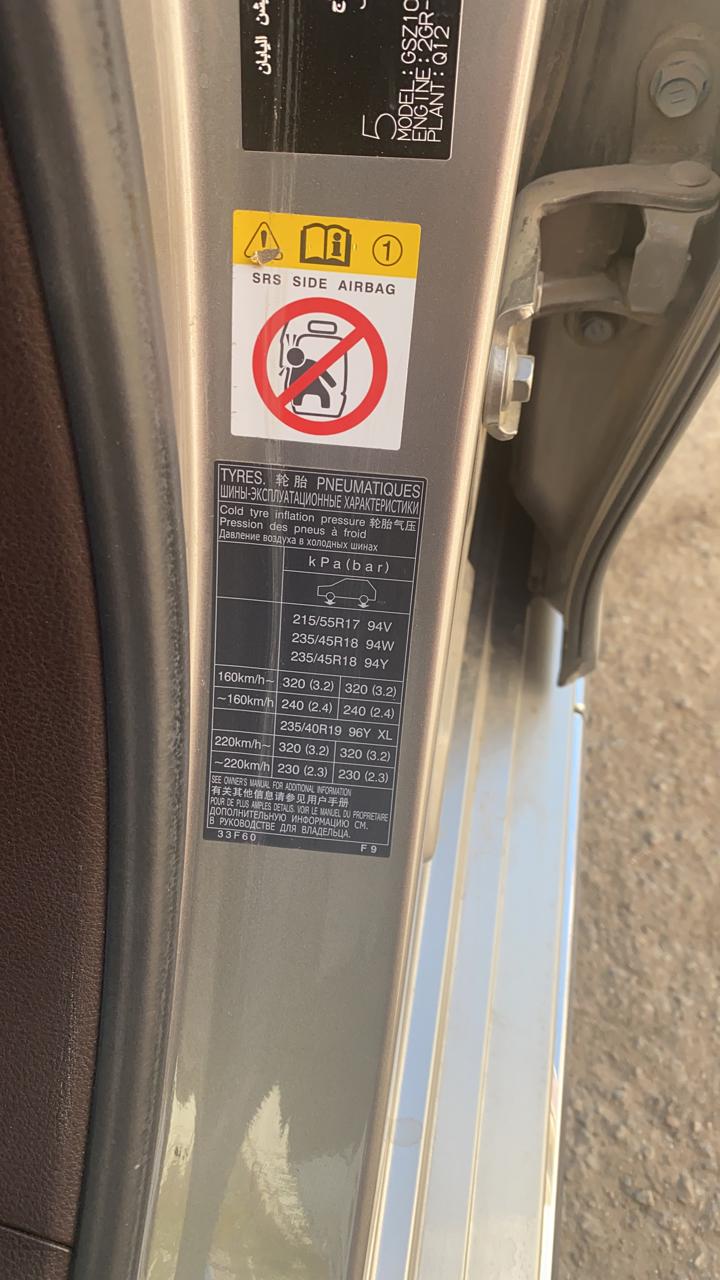 شن اليابان
5
MODEL: GSZ10
ENGINE: 2GR-
PLANT: Q12
1
SRS SIDE AIRBAG
TYRES. 轮胎 PNEUMATIQUES
ШИНЫ-ЭКСПЛУАТАЦИОННЫЕ ХАРАКТЕРИСТИКИ
Cold tyre inflation pressure 轮胎气压
Pression des pneus à froid
Давление воздуха в холодных шинах
kPa(bar)
215/55R17 94V
235/45R18 94W
235/45R18 94Y
160km/h~ 320 (3.2) 320 (3.2)
~160km/h 240 (2.4) 240 (2.4)
235/40R19 96Y XL
220km/h~ 320 (3.2) 320 (3.2)
~220km/h 230 (2.3) 230 (2.3)
SEE OWNER'S MANUAL FOR ADDITIONAL INFORMATION
有关其他信息请参见用户手册
POUR DE PLUS AMPLES DETAILS, VOIR LE MANUEL DU PROPRIETAIRE
ДОПОЛНИТЕЛЬНУЮ ИНФОРМАЦИЮ СМ.
В РУКОВОДСТВЕ ДЛЯ ВЛАДЕЛЬЦА.
33F60 F9